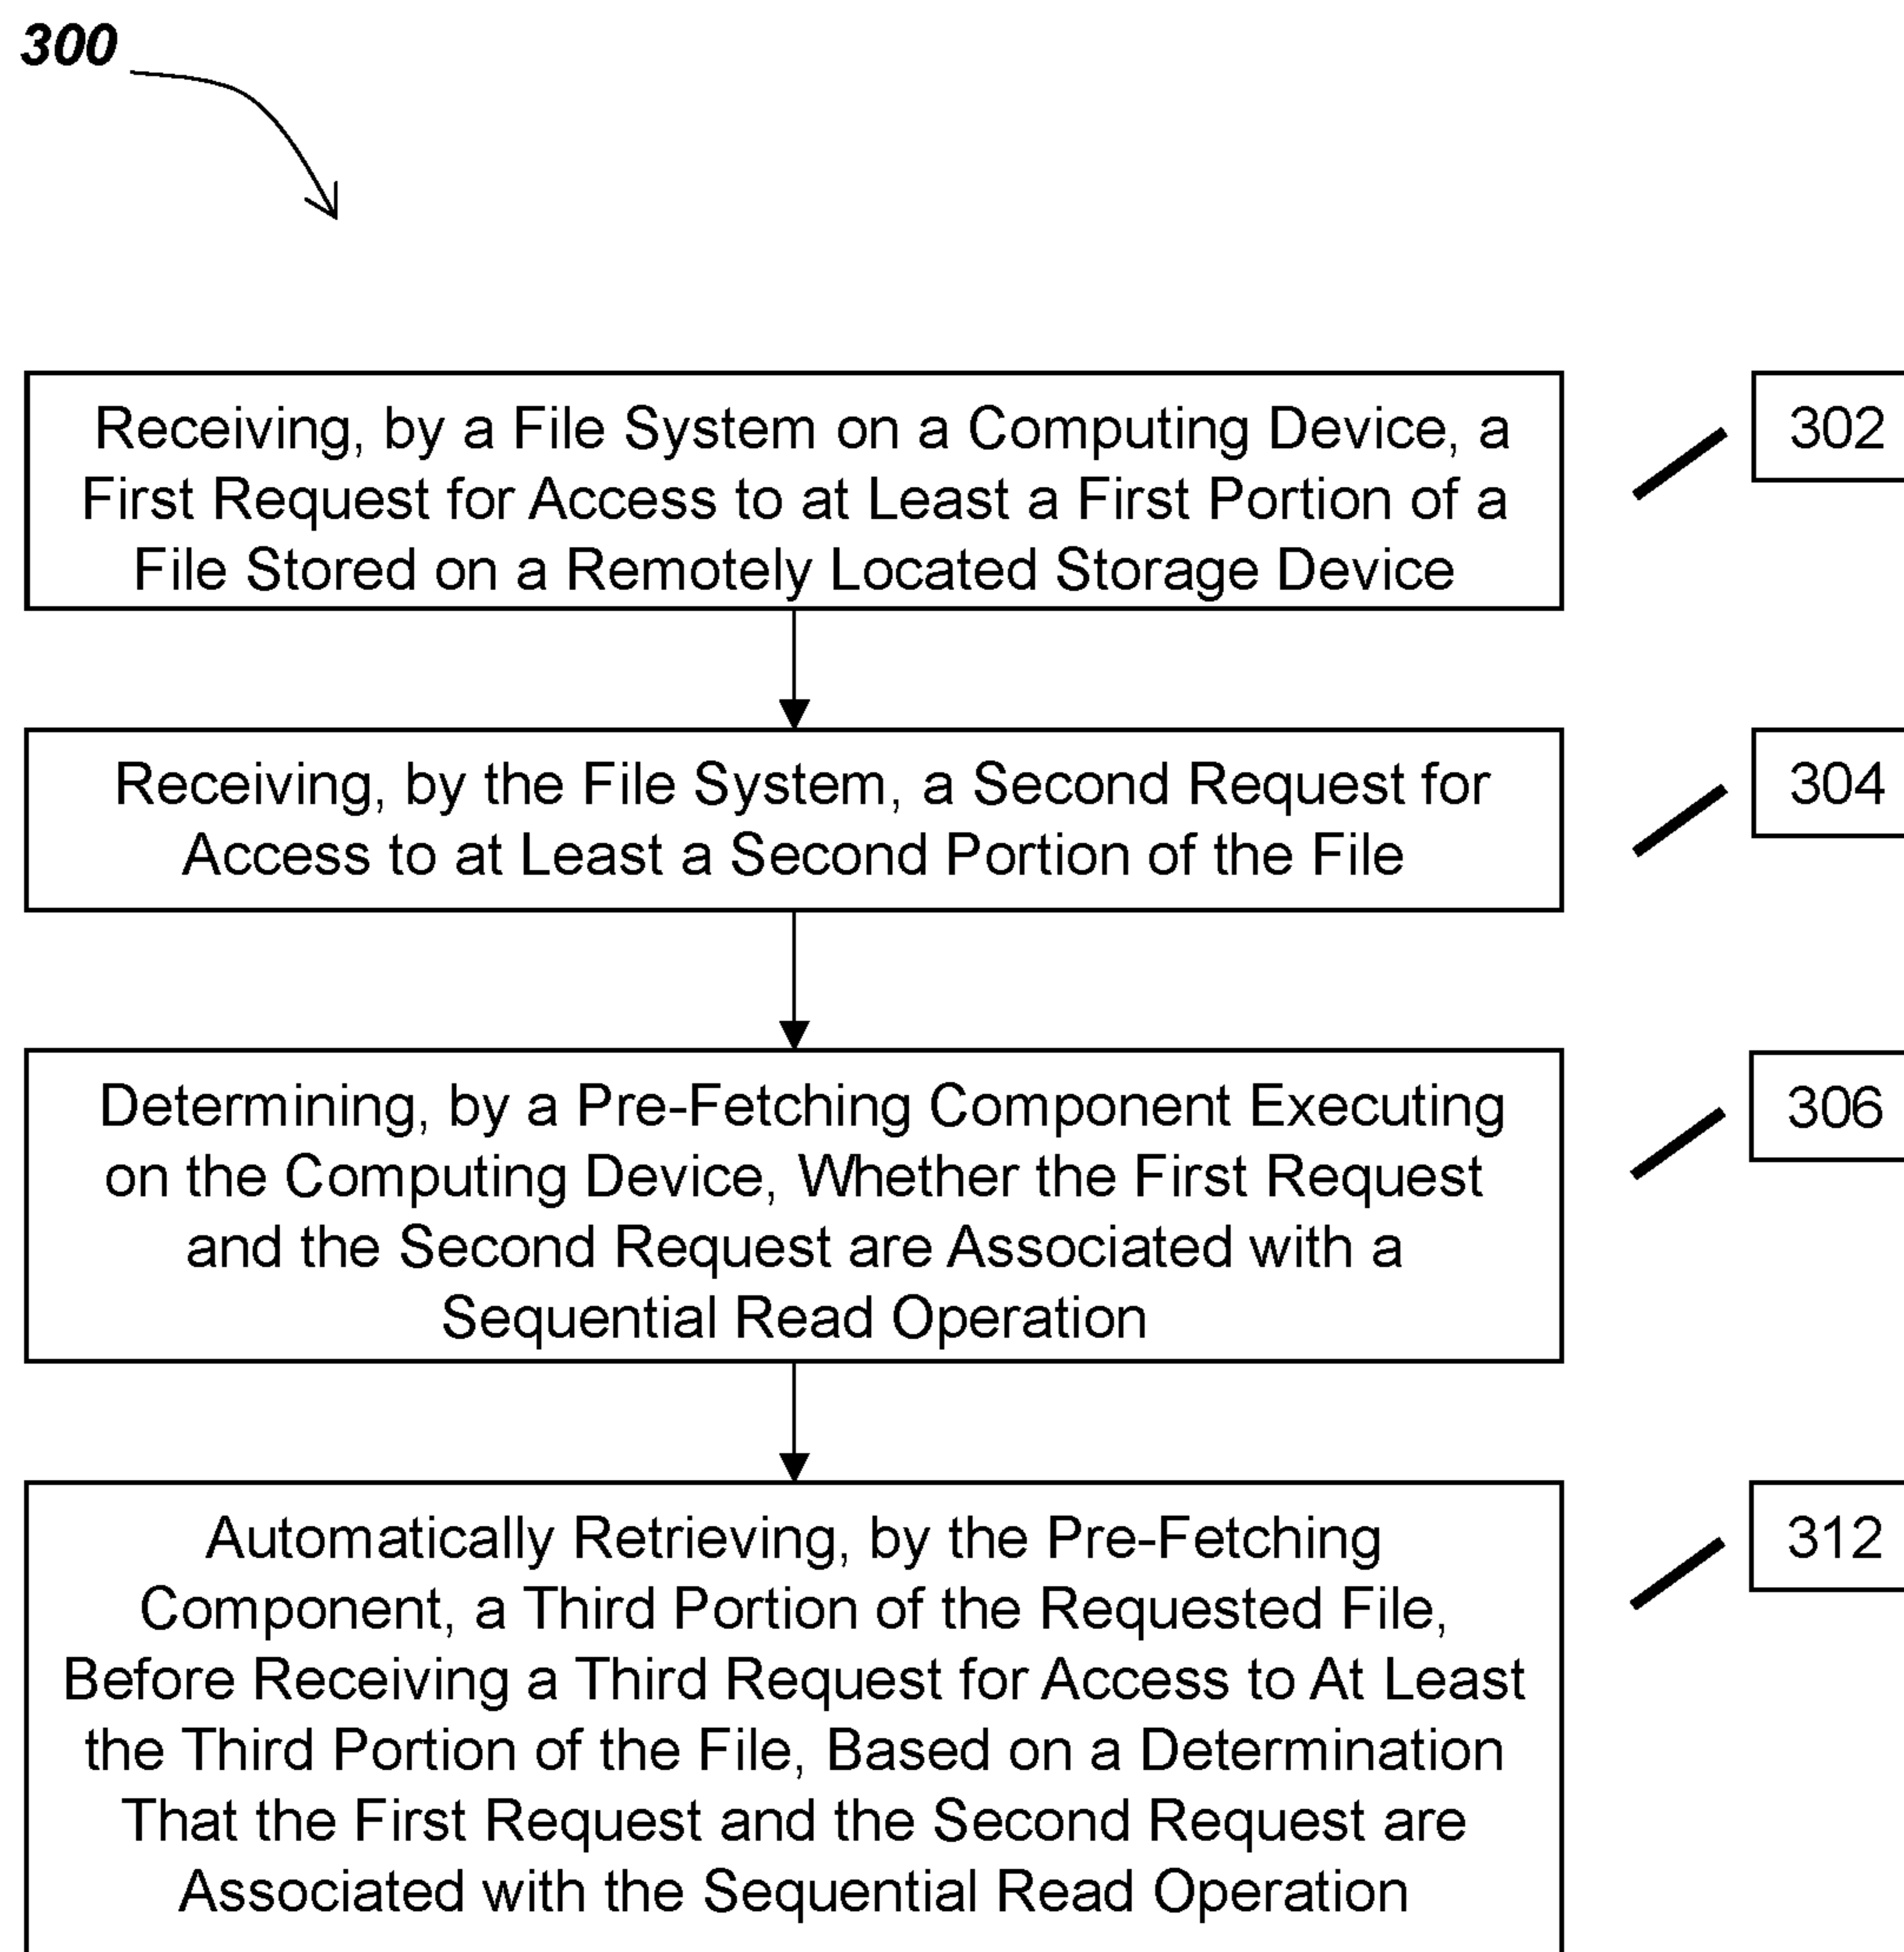 300
Receiving, by a File System on a Computing Device, a
First Request for Access to at Least a First Portion of a
File Stored on a Remotely Located Storage Device
302
Receiving, by the File System, a Second Request for
Access to at Least a Second Portion of the File
304
Determining, by a Pre-Fetching Component Executing
on the Computing Device, Whether the First Request
and the Second Request are Associated with a
Sequential Read Operation
306
Automatically Retrieving, by the Pre-Fetching
Component, a Third Portion of the Requested File,
Before Receiving a Third Request for Access to At Least
the Third Portion of the File, Based on a Determination
That the First Request and the Second Request are
Associated with the Sequential Read Operation
312